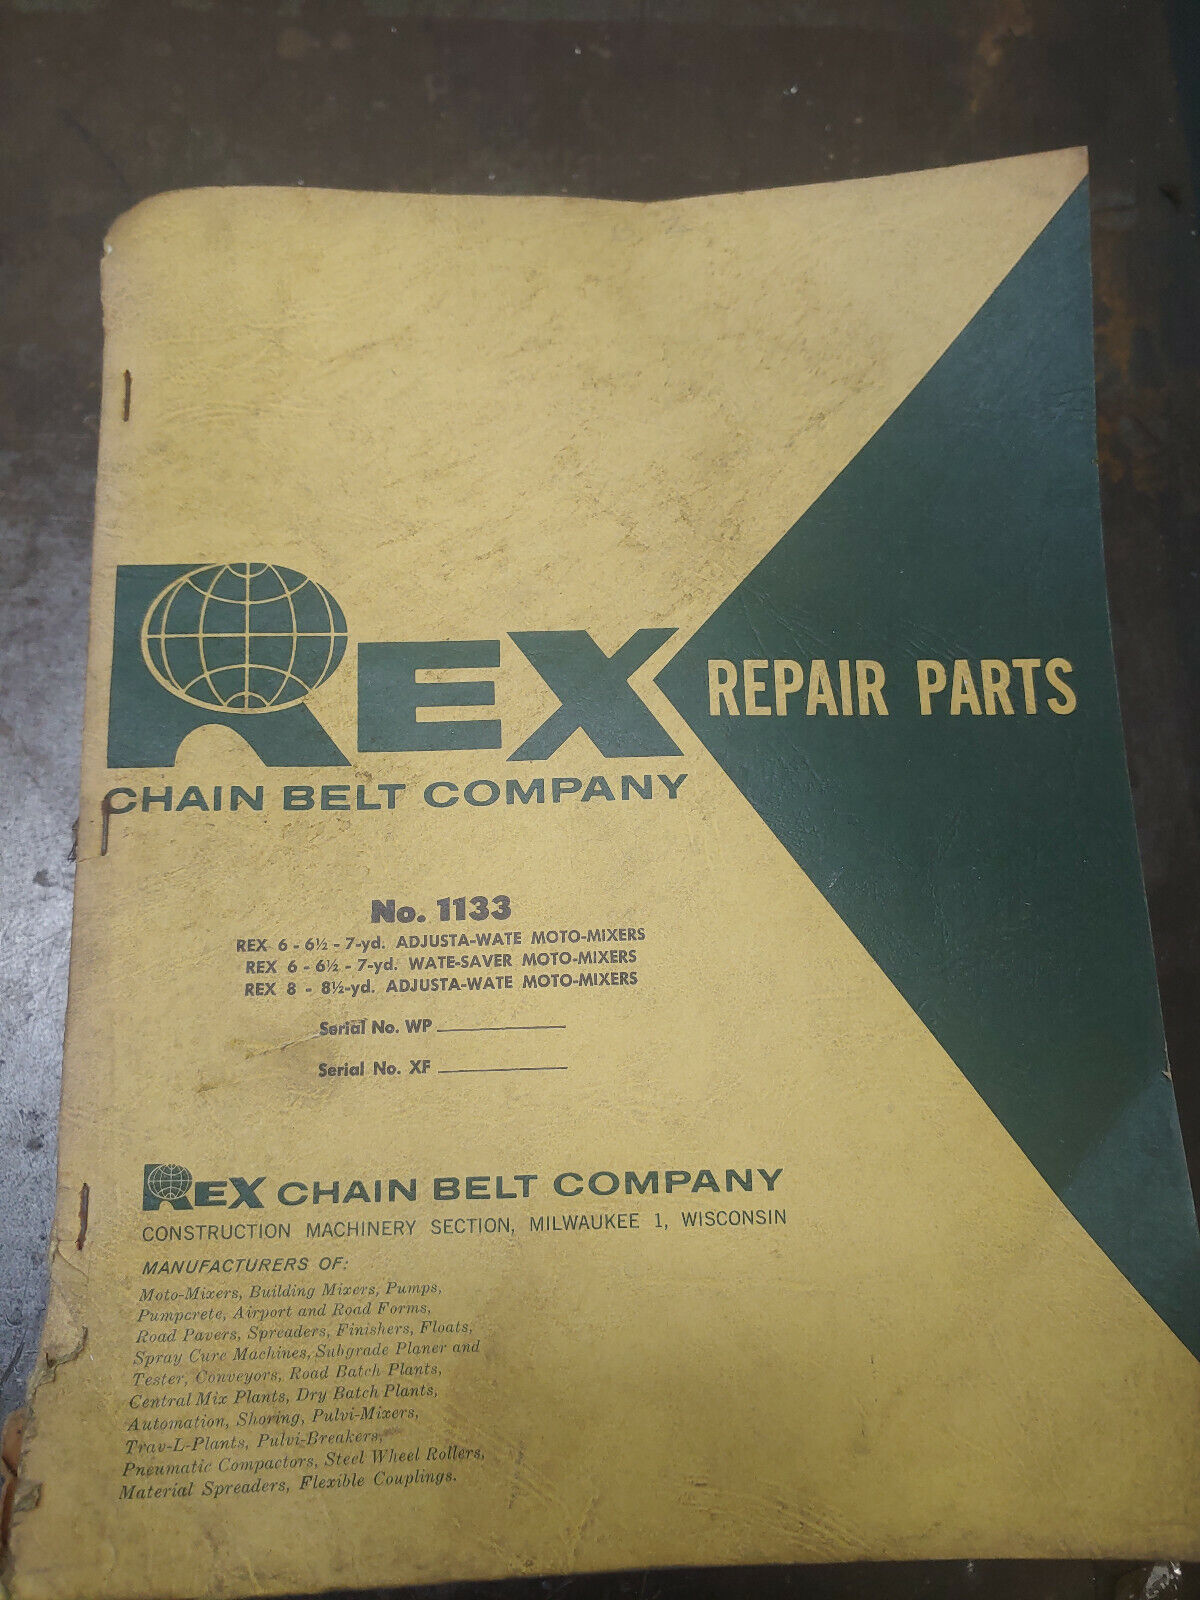 REX
REPAIR PARTS
CHAIN BELT COMPANY
No. 1133
REX 6 - 6½ - 7-yd. ADJUSTA-WATE MOTO-MIXERS
REX 6 - 6½ - 7-yd. WATE-SAVER MOTO-MIXERS
REX 8 - 8½-yd. ADJUSTA-WATE MOTO-MIXERS
Serial No. WP
Serial No. XF
REX CHAIN BELT COMPANY
CONSTRUCTION MACHINERY SECTION, MILWAUKEE 1, WISCONSIN
MANUFACTURERS OF:
Moto-Mixers, Building Mixers, Pumps,
Pumpcrete, Airport and Road Forms,
Road Pavers, Spreaders, Finishers, Floats,
Spray Cure Machines, Subgrade Planer and
Tester, Conveyors, Road Batch Plants,
Central Mix Plants, Dry Batch Plants,
Automation, Shoring, Pulvi-Mixers,
Trav-L-Plants, Pulvi-Breakers,
Pneumatic Compactors, Steel Wheel Rollers,
Material Spreaders, Flexible Couplings.